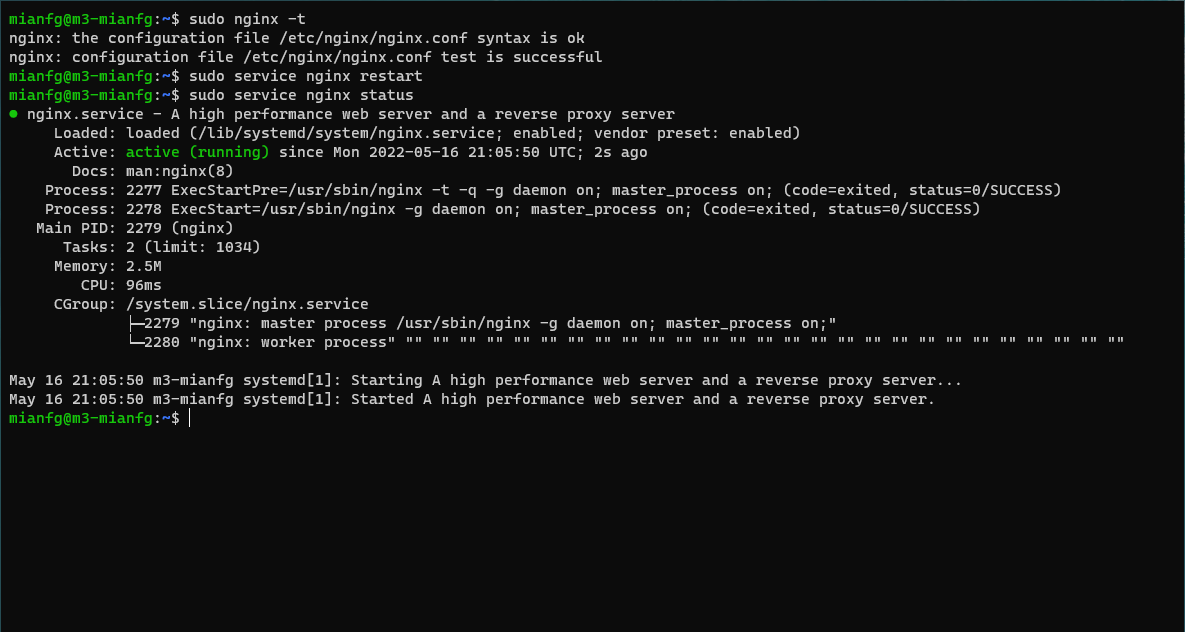 mianfg@m3-mianfg:~$ sudo nginx -t
nginx: the configuration file /etc/nginx/nginx.conf syntax is ok
nginx: configuration file /etc/nginx/nginx.conf test is successful
mianfg@m3-mianfg:~$ sudo service nginx restart
mianfg@m3-mianfg:~$ sudo service nginx status
● nginx.service - A high performance web server and a reverse proxy server
     Loaded: loaded (/lib/systemd/system/nginx.service; enabled; vendor preset: enabled)
     Active: active (running) since Mon 2022-05-16 21:05:50 UTC; 2s ago
       Docs: man:nginx(8)
    Process: 2277 ExecStartPre=/usr/sbin/nginx -t -q -g daemon on; master_process on; (code=exited, status=0/SUCCESS)
    Process: 2278 ExecStart=/usr/sbin/nginx -g daemon on; master_process on; (code=exited, status=0/SUCCESS)
   Main PID: 2279 (nginx)
      Tasks: 2 (limit: 1034)
     Memory: 2.5M
        CPU: 96ms
     CGroup: /system.slice/nginx.service
             ├─2279 "nginx: master process /usr/sbin/nginx -g daemon on; master_process on;"
             └─2280 "nginx: worker process" "" "" "" "" "" "" "" "" "" "" "" "" "" "" "" "" "" "" "" "" "" "" "" "" "" "" ""

May 16 21:05:50 m3-mianfg systemd[1]: Starting A high performance web server and a reverse proxy server...
May 16 21:05:50 m3-mianfg systemd[1]: Started A high performance web server and a reverse proxy server.
mianfg@m3-mianfg:~$